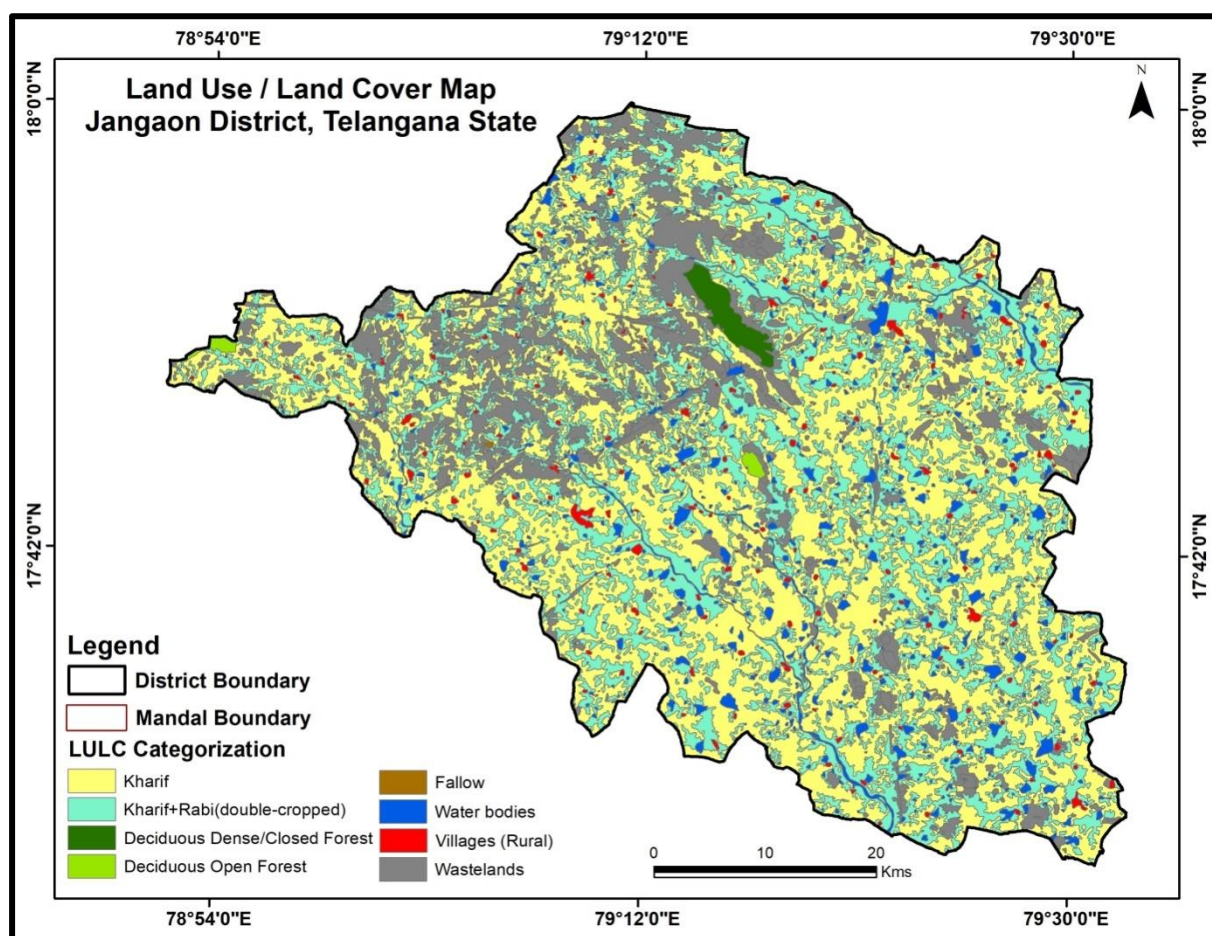 78°54'0"E
79°12'0"E
79°30'0"E
Land Use / Land Cover Map
Jangaon District, Telangana State
N
18°0'0"N
18°0'0"N
17°42'0"N
17°42'0"N
Legend
District Boundary
Mandal Boundary
LULC Categorization
Kharif
Kharif+Rabi(double-cropped)
Deciduous Dense/Closed Forest
Deciduous Open Forest
Fallow
Water bodies
Villages (Rural)
Wastelands
0 10 20
Kms
78°54'0"E
79°12'0"E
79°30'0"E